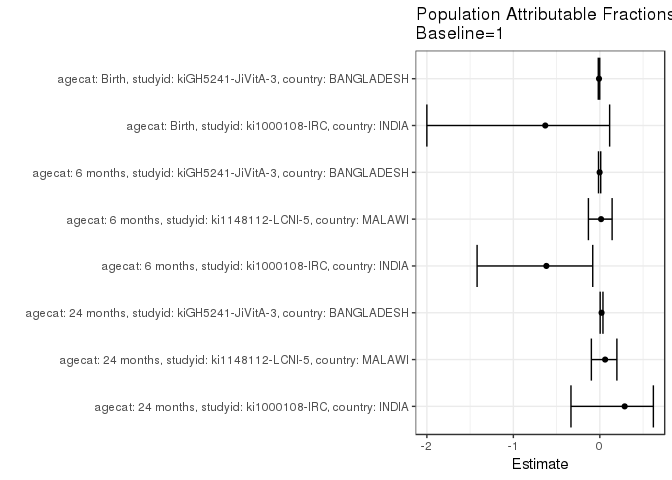 Population Attributable Fractions
Baseline=1
agecat: Birth, studyid: kiGH5241-JiVitA-3, country: BANGLADESH
agecat: Birth, studyid: ki1000108-IRC, country: INDIA
agecat: 6 months, studyid: kiGH5241-JiVitA-3, country: BANGLADESH
agecat: 6 months, studyid: ki1148112-LCNI-5, country: MALAWI
agecat: 6 months, studyid: ki1000108-IRC, country: INDIA
agecat: 24 months, studyid: kiGH5241-JiVitA-3, country: BANGLADESH
agecat: 24 months, studyid: ki1148112-LCNI-5, country: MALAWI
agecat: 24 months, studyid: ki1000108-IRC, country: INDIA
-2 -1 0
Estimate